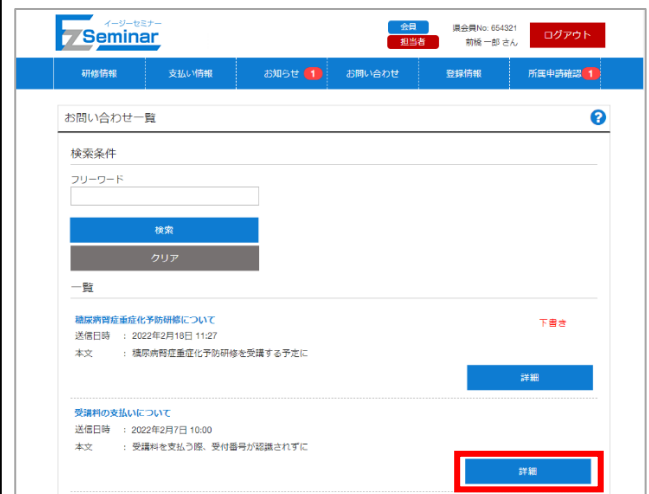 イージーセミナー
EZSeminar
会員
担当者
県会員No: 654321
前橋 一郎 さん
ログアウト
研修情報 支払い情報 お知らせ 1 お問い合わせ 登録情報 所属申請確認 1
お問い合わせ一覧 ?
検索条件
フリーワード
検索
クリア
一覧
糖尿病腎症重症化予防研修について 下書き
送信日時 : 2022年2月18日 11:27
本文 : 糖尿病腎症重症化予防研修を受講する予定に
詳細
受講料の支払いについて
送信日時 : 2022年2月7日 10:00
本文 : 受講料を支払う際、受付番号が認識されずに
詳細